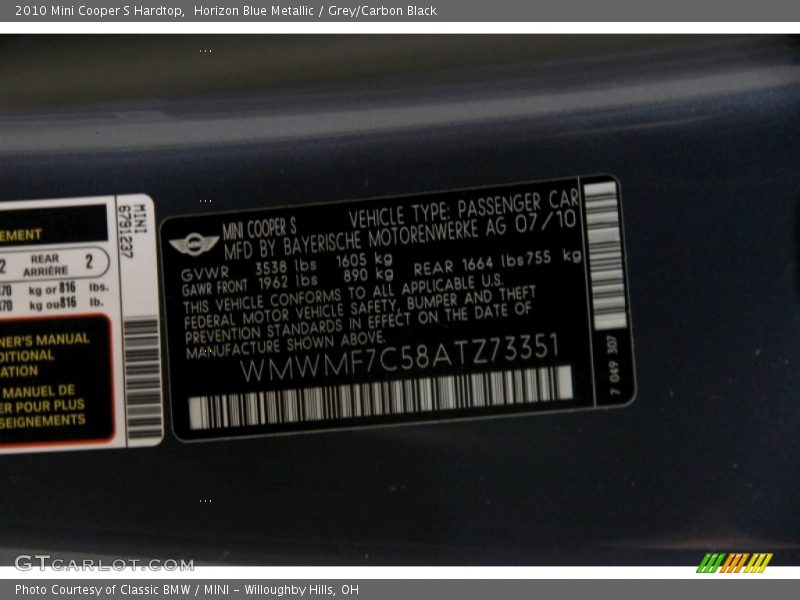 2010 Mini Cooper S Hardtop,  Horizon Blue Metallic / Grey/Carbon Black
EMENT
2 REAR ARRIÈRE 2
370 kg or 816 lbs.
370 kg ou 816 lb.
NER'S MANUAL
DITIONAL
ATION
MANUEL DE
ER POUR PLUS
SEIGNEMENTS
MINI
6791237
MINI COOPER S VEHICLE TYPE: PASSENGER CAR
MFD BY BAYERISCHE MOTORENWERKE AG 07/10
GVWR 3538 lbs 1605 kg
GAWR FRONT 1962 lbs 890 kg REAR 1664 lbs 755 kg
THIS VEHICLE CONFORMS TO ALL APPLICABLE U.S.
FEDERAL MOTOR VEHICLE SAFETY, BUMPER AND THEFT
PREVENTION STANDARDS IN EFFECT ON THE DATE OF
MANUFACTURE SHOWN ABOVE.
WMWMF7C58ATZ73351
7 049 307
GTCARLOT.COM
Photo Courtesy of Classic BMW / MINI - Willoughby Hills, OH